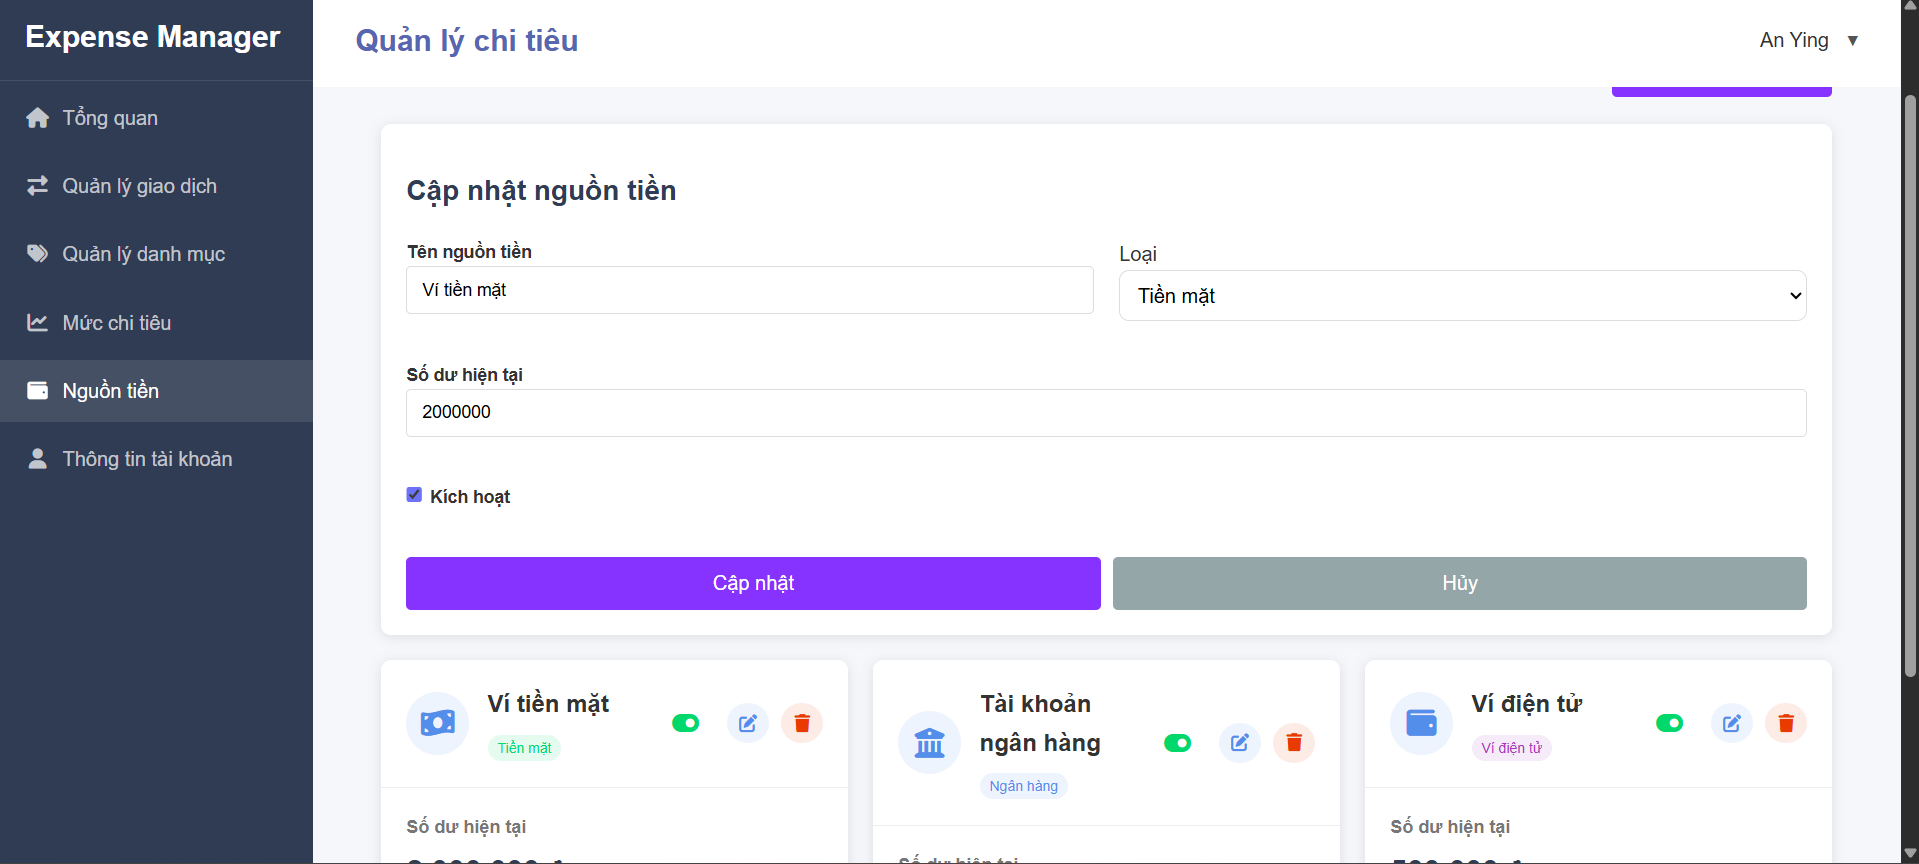 Expense Manager
Tổng quan
Quản lý giao dịch
Quản lý danh mục
Mức chi tiêu
Nguồn tiền
Thông tin tài khoản
Quản lý chi tiêu
An Ying ▼
Cập nhật nguồn tiền
Tên nguồn tiền
Ví tiền mặt
Loại
Tiền mặt
Số dư hiện tại
2000000
Kích hoạt
Cập nhật
Hủy
Ví tiền mặt
Tiền mặt
Số dư hiện tại
Tài khoản
ngân hàng
Ngân hàng
Ví điện tử
Ví điện tử
Số dư hiện tại